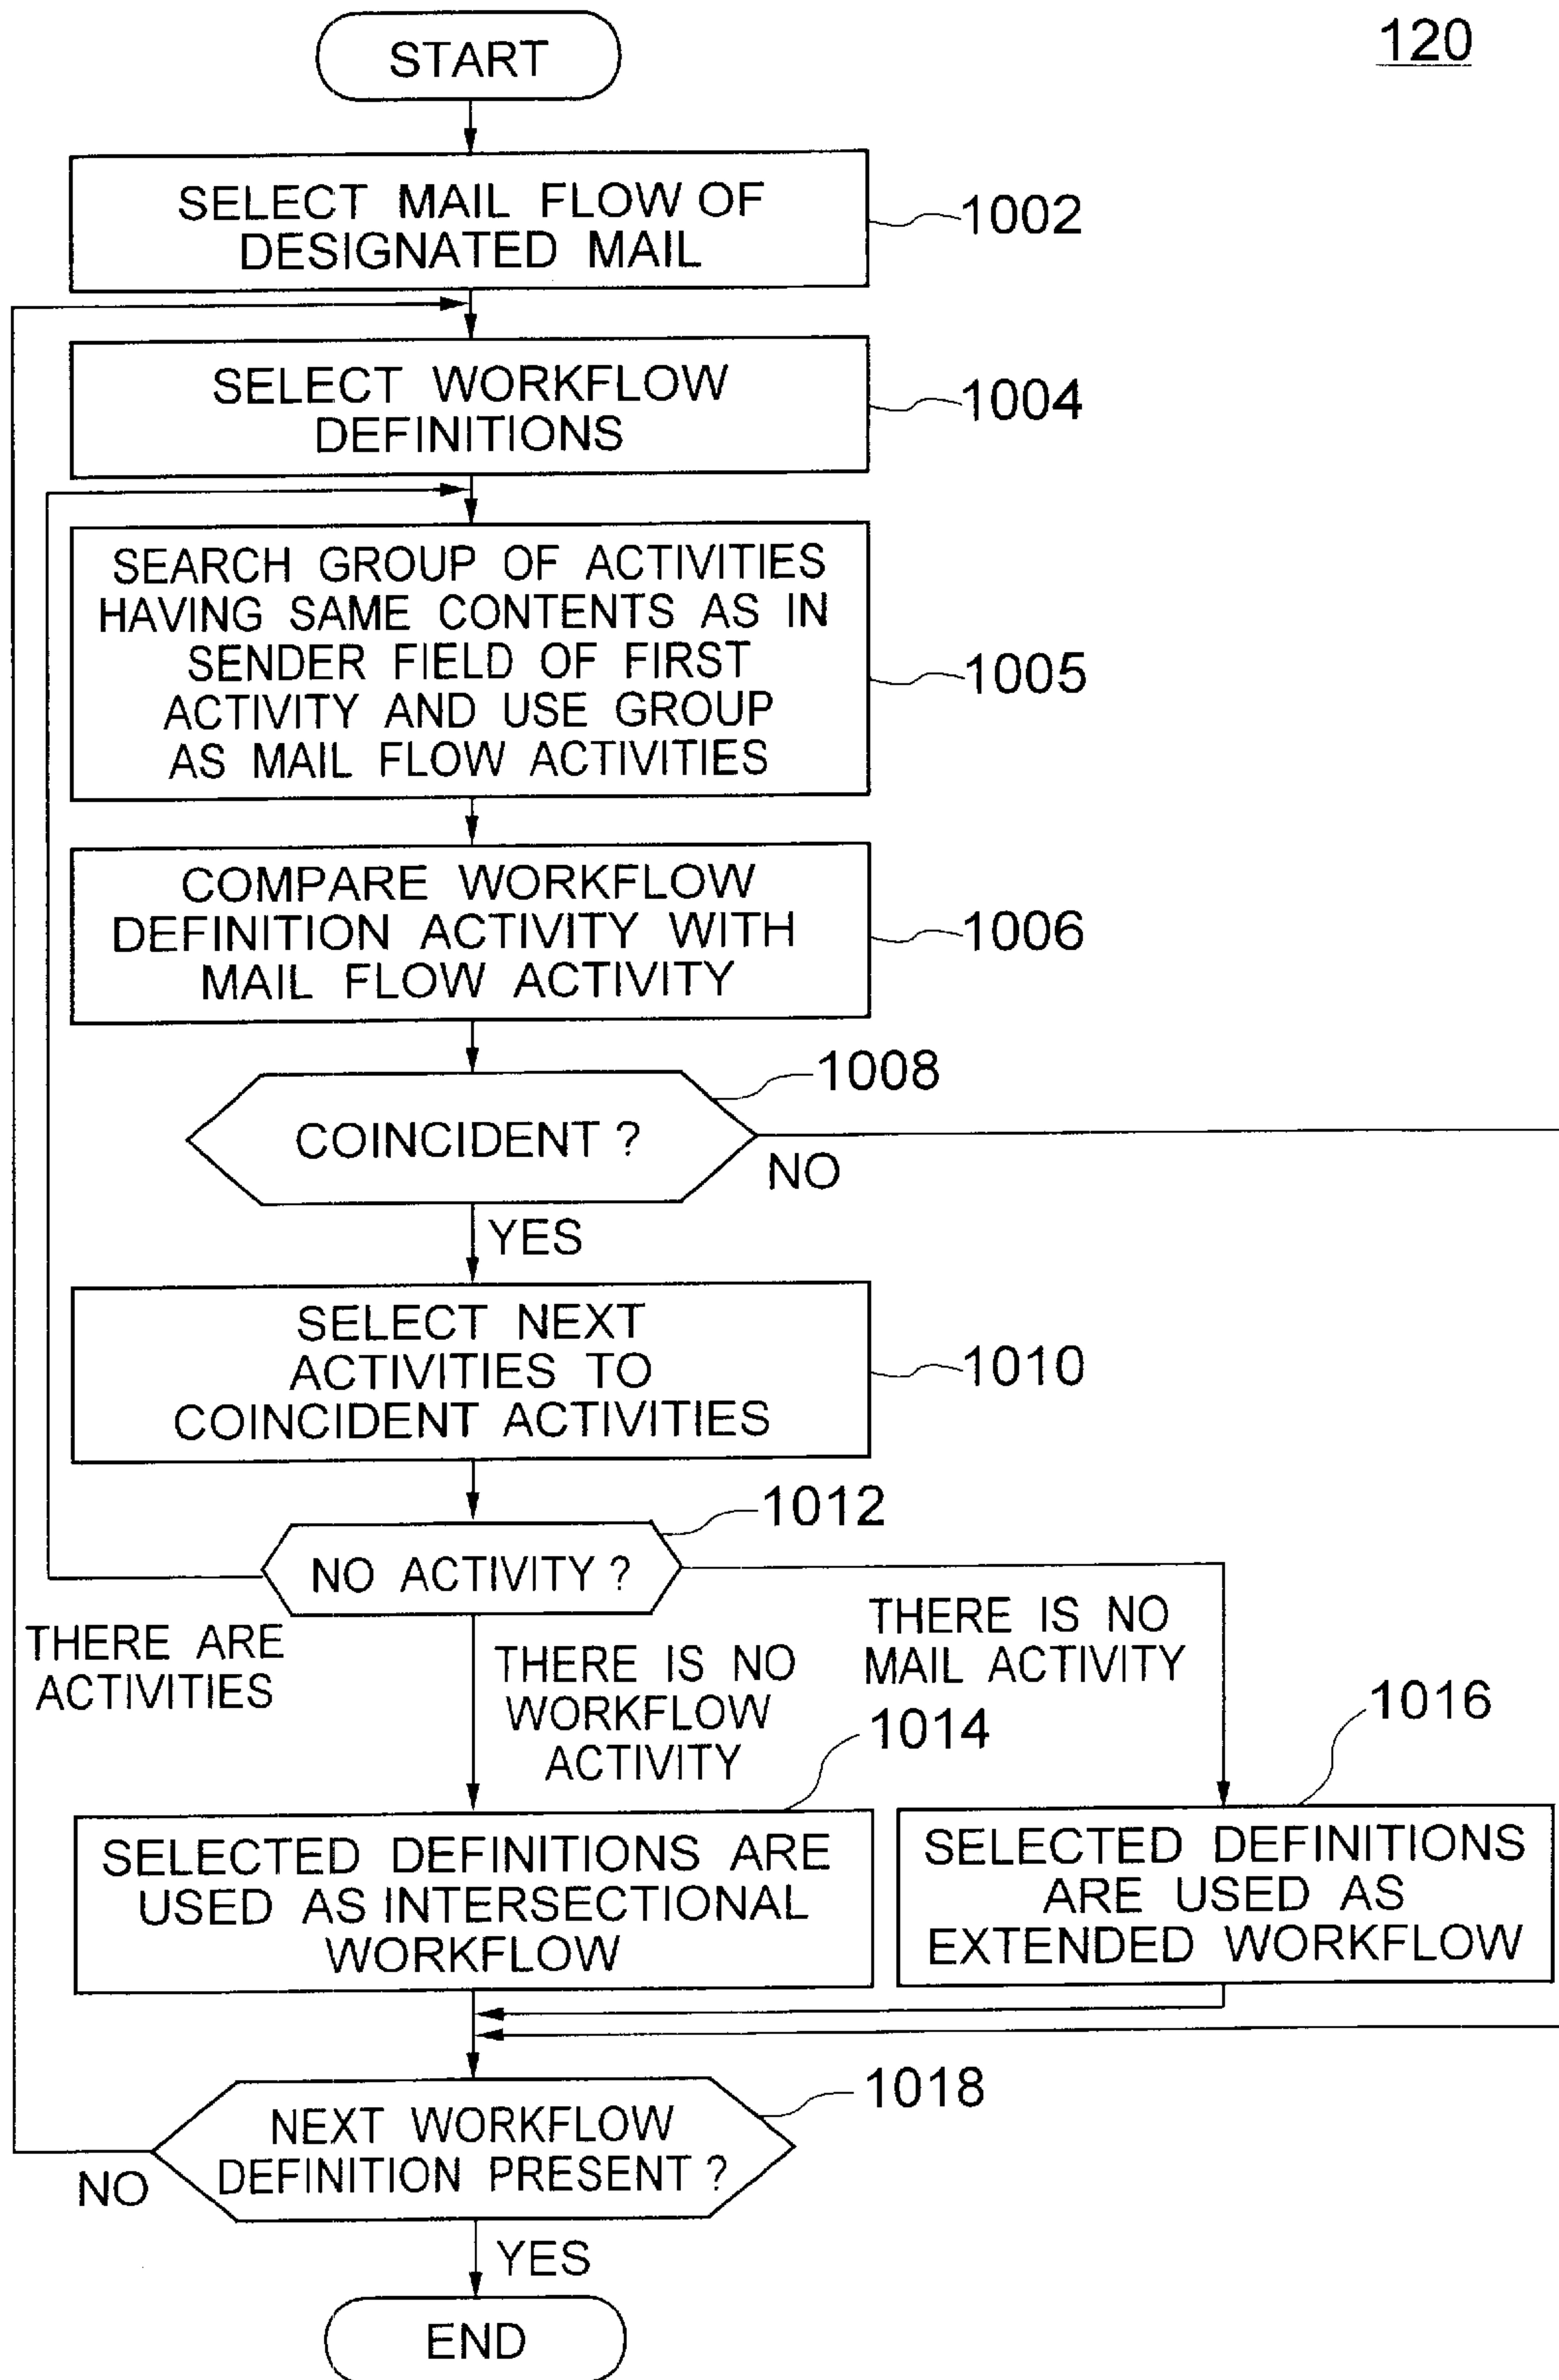 120
START
SELECT MAIL FLOW OF
DESIGNATED MAIL
1002
SELECT WORKFLOW
DEFINITIONS
1004
SEARCH GROUP OF ACTIVITIES
HAVING SAME CONTENTS AS IN
SENDER FIELD OF FIRST
ACTIVITY AND USE GROUP
AS MAIL FLOW ACTIVITIES
1005
COMPARE WORKFLOW
DEFINITION ACTIVITY WITH
MAIL FLOW ACTIVITY
1006
1008
COINCIDENT ?
NO
YES
SELECT NEXT
ACTIVITIES TO
COINCIDENT ACTIVITIES
1010
1012
NO ACTIVITY ?
THERE ARE
ACTIVITIES
THERE IS NO
WORKFLOW
ACTIVITY
THERE IS NO
MAIL ACTIVITY
1014
1016
SELECTED DEFINITIONS ARE
USED AS INTERSECTIONAL
WORKFLOW
SELECTED DEFINITIONS
ARE USED AS
EXTENDED WORKFLOW
1018
NEXT WORKFLOW
DEFINITION PRESENT ?
NO
YES
END